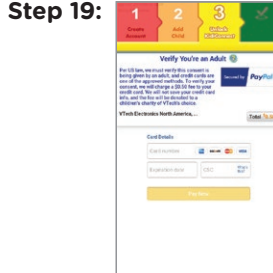 Step 19:
1 2 3
Create Account Add Child Unlock KidConnect
Verify You're an Adult
Per US law, we must verify this consent is
being given by an adult, and credit cards are
one of the approved methods. To verify your
consent, we will charge a $0.50 fee to your
credit card. We will not save your credit card
info, and the fee will be donated to a
children's charity of VTech's choice.
Secured by PayPal
VTech Electronics North America, ...
Total
Card Details
Card number
Expiration date CSC
Pay Now